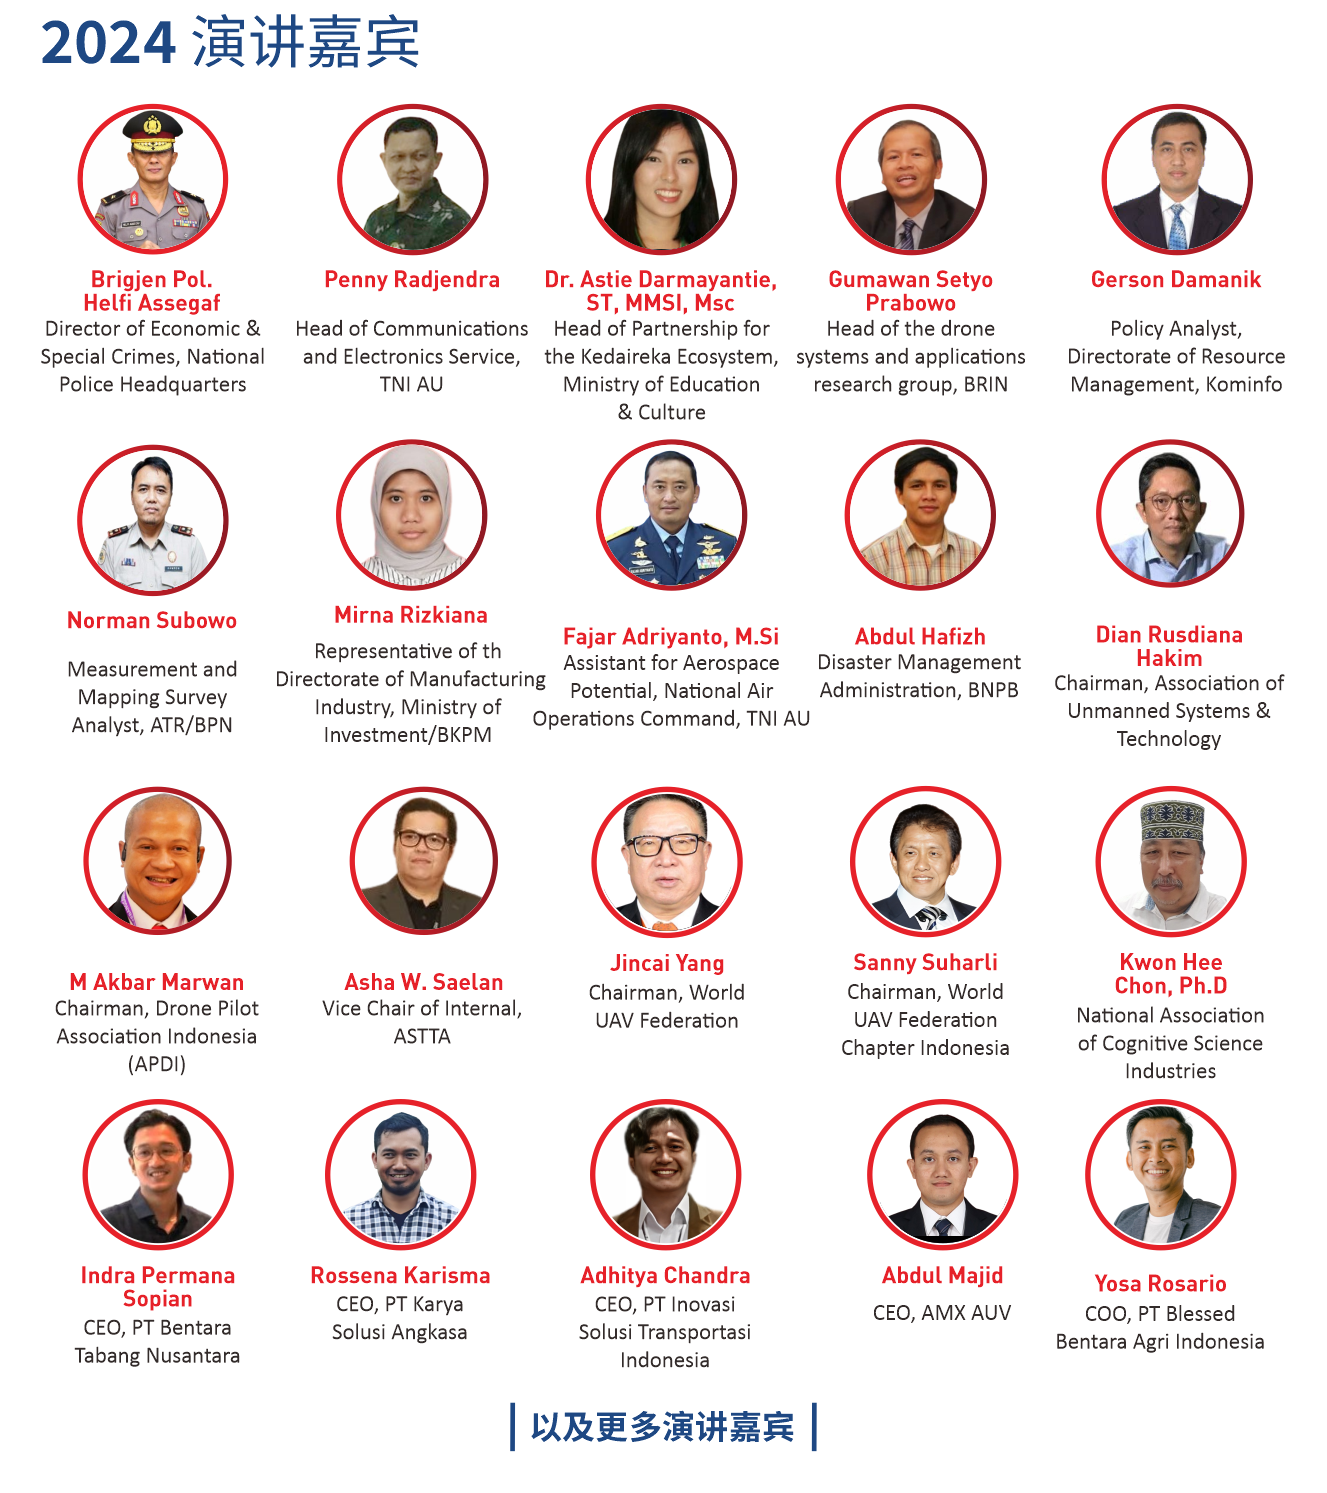 2024 演讲嘉宾
Brigjen Pol.
Helfi Assegaf
Director of Economic &
Special Crimes, National
Police Headquarters
Penny Radjendra
Head of Communications
and Electronics Service,
TNI AU
Dr. Astie Darmayantie,
ST, MMSI, Msc
Head of Partnership for
the Kedaireka Ecosystem,
Ministry of Education
& Culture
Gumawan Setyo
Prabowo
Head of the drone
systems and applications
research group, BRIN
Gerson Damanik
Policy Analyst,
Directorate of Resource
Management, Kominfo
Norman Subowo
Measurement and
Mapping Survey
Analyst, ATR/BPN
Mirna Rizkiana
Representative of th
Directorate of Manufacturing
Industry, Ministry of
Investment/BKPM
Fajar Adriyanto, M.Si
Assistant for Aerospace
Potential, National Air
Operations Command, TNI AU
Abdul Hafizh
Disaster Management
Administration, BNPB
Dian Rusdiana
Hakim
Chairman, Association of
Unmanned Systems &
Technology
M Akbar Marwan
Chairman, Drone Pilot
Association Indonesia
(APDI)
Asha W. Saelan
Vice Chair of Internal,
ASTTA
Jincai Yang
Chairman, World
UAV Federation
Sanny Suharli
Chairman, World
UAV Federation
Chapter Indonesia
Kwon Hee
Chon, Ph.D
National Association
of Cognitive Science
Industries
Indra Permana
Sopian
CEO, PT Bentara
Tabang Nusantara
Rossena Karisma
CEO, PT Karya
Solusi Angkasa
Adhitya Chandra
CEO, PT Inovasi
Solusi Transportasi
Indonesia
Abdul Majid
CEO, AMX AUV
Yosa Rosario
COO, PT Blessed
Bentara Agri Indonesia
以及更多演讲嘉宾